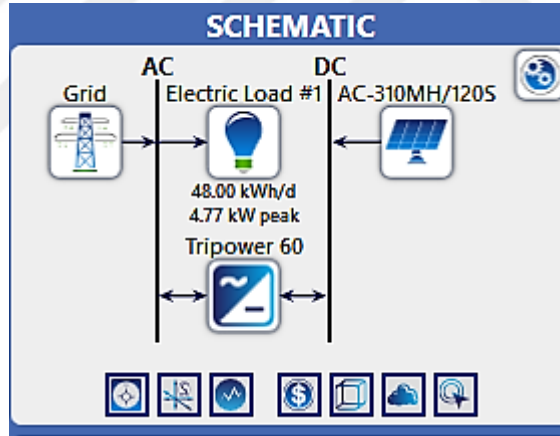 SCHEMATIC
AC DC
Grid Electric Load #1 AC-310MH/120S
48.00 kWh/d
4.77 kW peak
Tripower 60